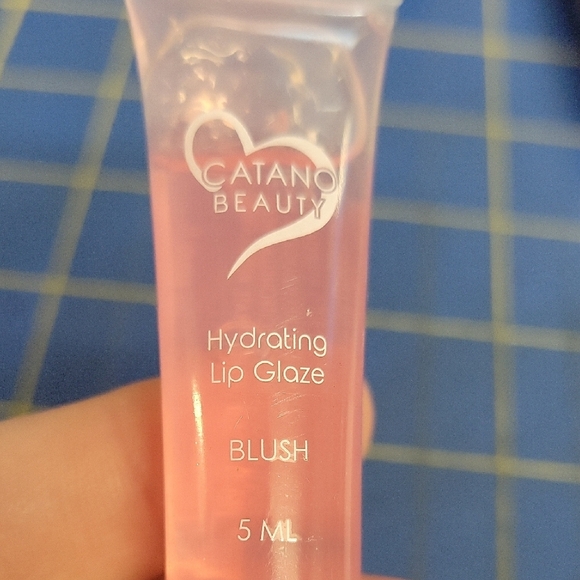 CATANO
BEAUTY
Hydrating
Lip Glaze
BLUSH
5 ML